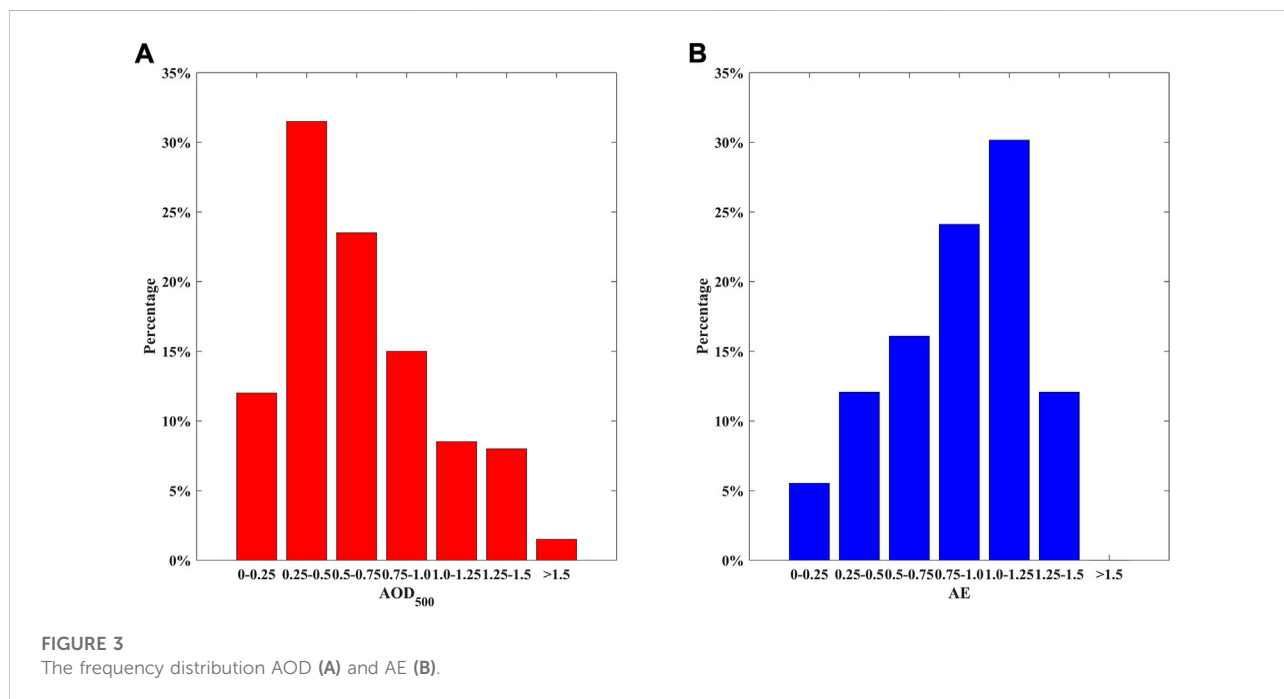 A
35%
30%
25%
20%
15%
10%
5%
0%
Percentage
0-0.25 0.25-0.5 0.5-0.75 0.75-1.0 1.0-1.25 1.25-1.5 >1.5
AOD500
B
35%
30%
25%
20%
15%
10%
5%
0%
Percentage
0-0.25 0.25-0.5 0.5-0.75 0.75-1.0 1.0-1.25 1.25-1.5 >1.5
AE
FIGURE 3
The frequency distribution AOD (A) and AE (B).